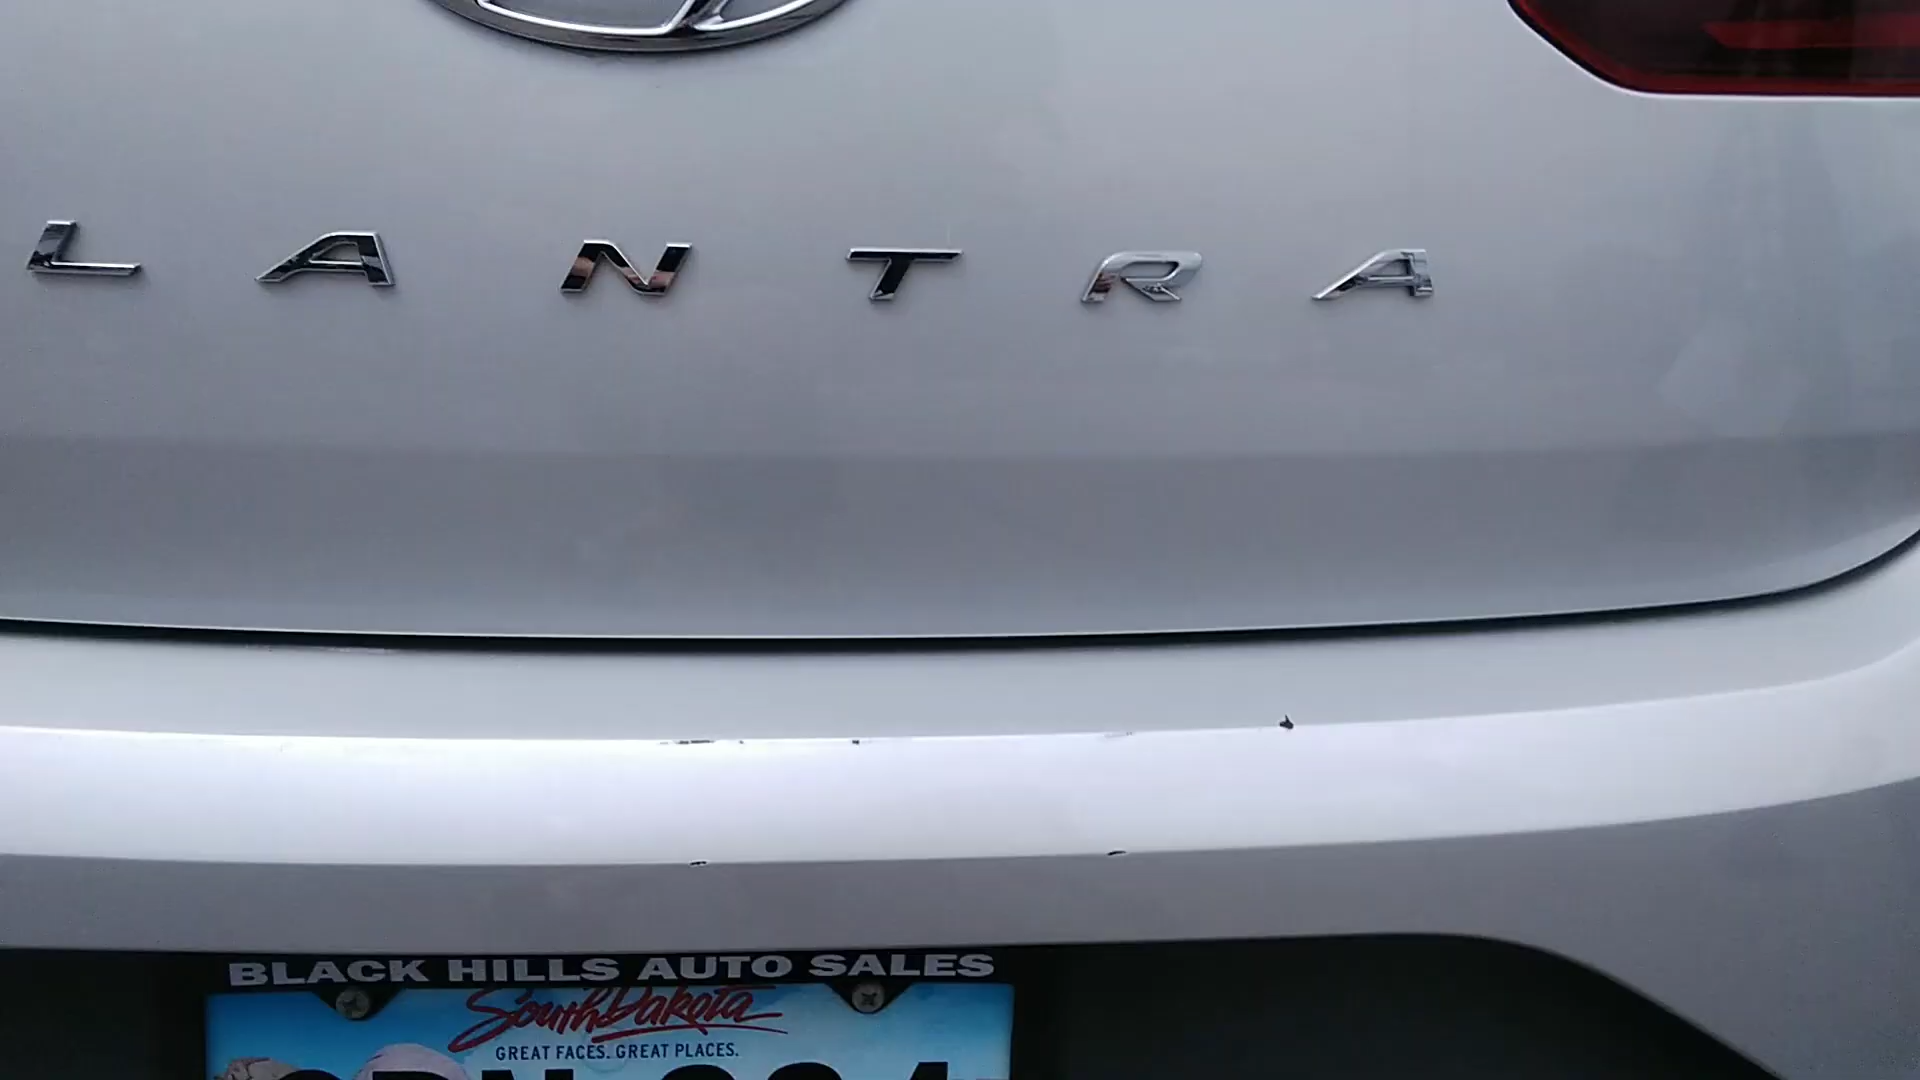 LANTRA
BLACK HILLS AUTO SALES
South Dakota
GREAT FACES. GREAT PLACES.